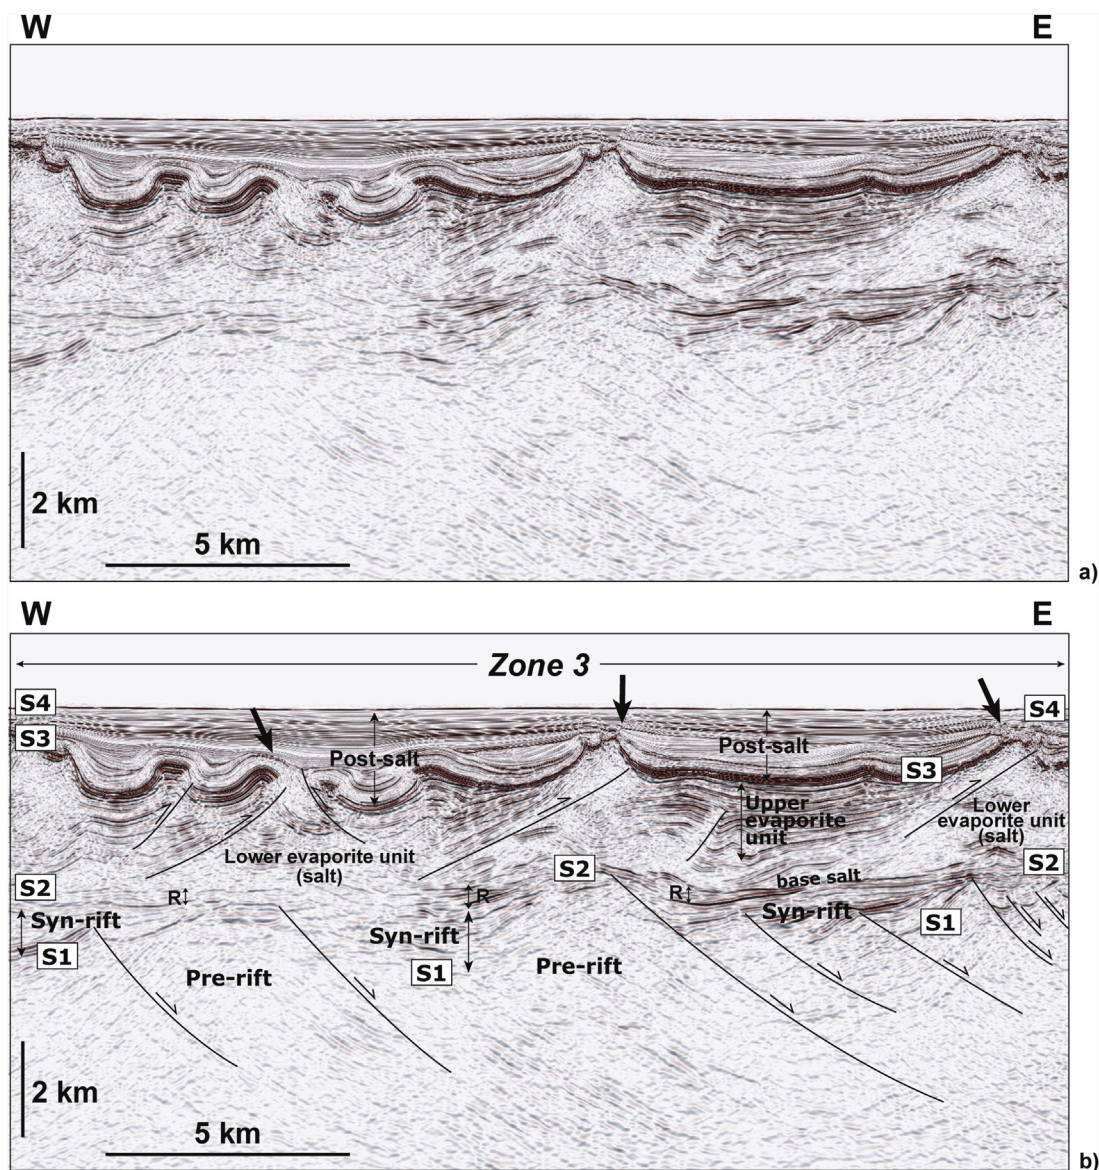 W E
2 km
5 km
a)
W E
Zone 3
S4 S4
S3
Post-salt
Post-salt
S3
Upper
evaporite
unit
Lower
evaporite unit
(salt)
Lower evaporite unit
(salt)
S2
S2
S2
base salt
R
R
R
Syn-rift
Syn-rift
Syn-rift
S1
S1
S1
Pre-rift
Pre-rift
2 km
5 km
b)